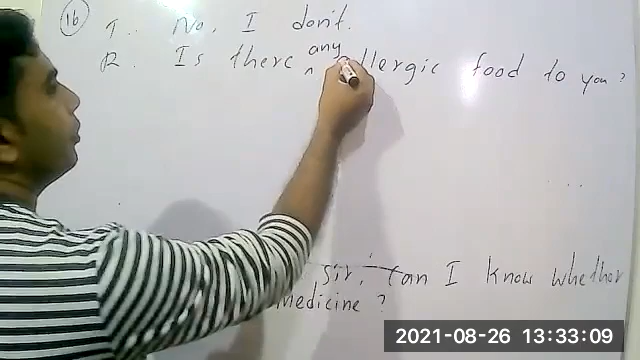 16
T. : No, I don't.
R. Is there any allergic food to you?
sir, Can I know whether
Medicine?
2021-08-26 13:33:09